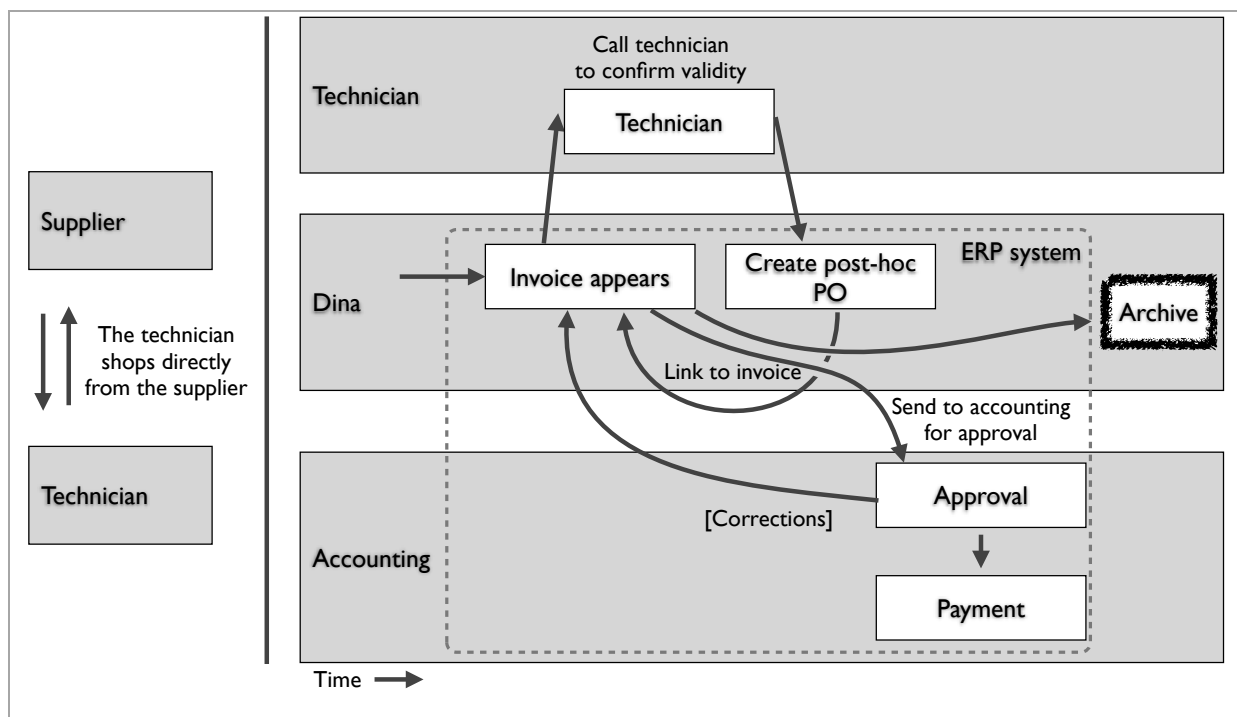 Supplier
The technician
shops directly
from the supplier
Technician
Technician
Call technician
to confirm validity
Technician
Dina
Invoice appears
Create post-hoc
PO
ERP system
Archive
Link to invoice
Send to accounting
for approval
Accounting
Approval
[Corrections]
Payment
Time